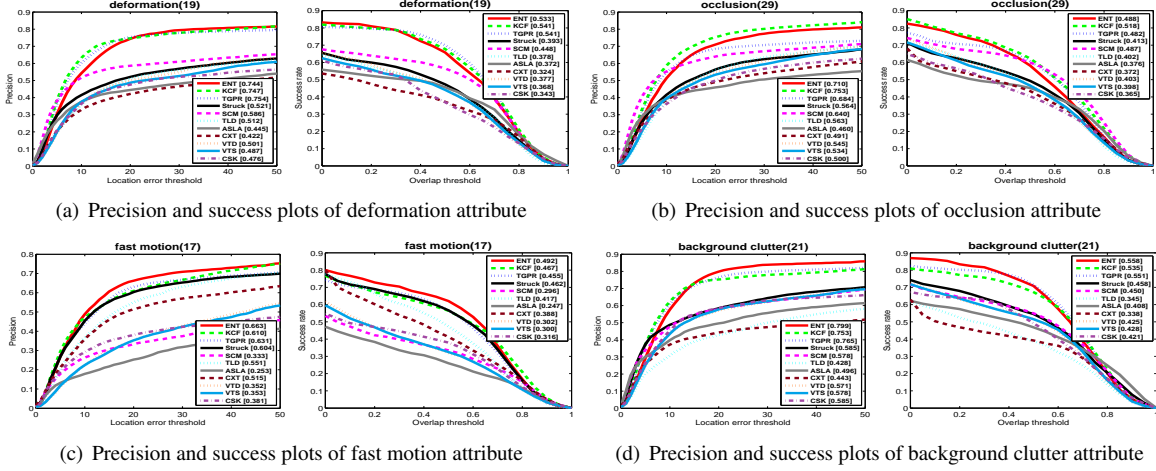 deformation(19)
Precision
Location error threshold
ENT [0.747]
KCF [0.747]
TGPR [0.754]
Struck [0.521]
SCM [0.586]
TLD [0.512]
ASLA [0.445]
CXT [0.422]
VTD [0.501]
VTS [0.487]
CSK [0.476]
deformation(19)
Success rate
Overlap threshold
ENT [0.533]
KCF [0.541]
TGPR [0.541]
Struck [0.393]
SCM [0.448]
TLD [0.378]
ASLA [0.372]
CXT [0.324]
VTD [0.377]
VTS [0.368]
CSK [0.343]
(a) Precision and success plots of deformation attribute
occlusion(29)
Precision
Location error threshold
ENT [0.710]
KCF [0.753]
TGPR [0.684]
Struck [0.564]
SCM [0.640]
TLD [0.563]
ASLA [0.460]
CXT [0.491]
VTD [0.545]
VTS [0.534]
CSK [0.500]
occlusion(29)
Success rate
Overlap threshold
ENT [0.488]
KCF [0.518]
TGPR [0.482]
Struck [0.413]
SCM [0.487]
TLD [0.402]
ASLA [0.376]
CXT [0.372]
VTD [0.403]
VTS [0.398]
CSK [0.365]
(b) Precision and success plots of occlusion attribute
fast motion(17)
Precision
Location error threshold
ENT [0.663]
KCF [0.610]
TGPR [0.631]
Struck [0.604]
SCM [0.333]
TLD [0.551]
ASLA [0.253]
CXT [0.515]
VTD [0.352]
VTS [0.353]
CSK [0.381]
fast motion(17)
Success rate
Overlap threshold
ENT [0.492]
KCF [0.467]
TGPR [0.455]
Struck [0.462]
SCM [0.296]
TLD [0.417]
ASLA [0.247]
CXT [0.388]
VTD [0.302]
VTS [0.300]
CSK [0.316]
(c) Precision and success plots of fast motion attribute
background clutter(21)
Precision
Location error threshold
ENT [0.799]
KCF [0.753]
TGPR [0.765]
Struck [0.585]
SCM [0.578]
TLD [0.428]
ASLA [0.496]
CXT [0.443]
VTD [0.571]
VTS [0.578]
CSK [0.585]
background clutter(21)
Success rate
Overlap threshold
ENT [0.558]
KCF [0.535]
TGPR [0.551]
Struck [0.458]
SCM [0.450]
TLD [0.345]
ASLA [0.408]
CXT [0.338]
VTD [0.425]
VTS [0.428]
CSK [0.421]
(d) Precision and success plots of background clutter attribute